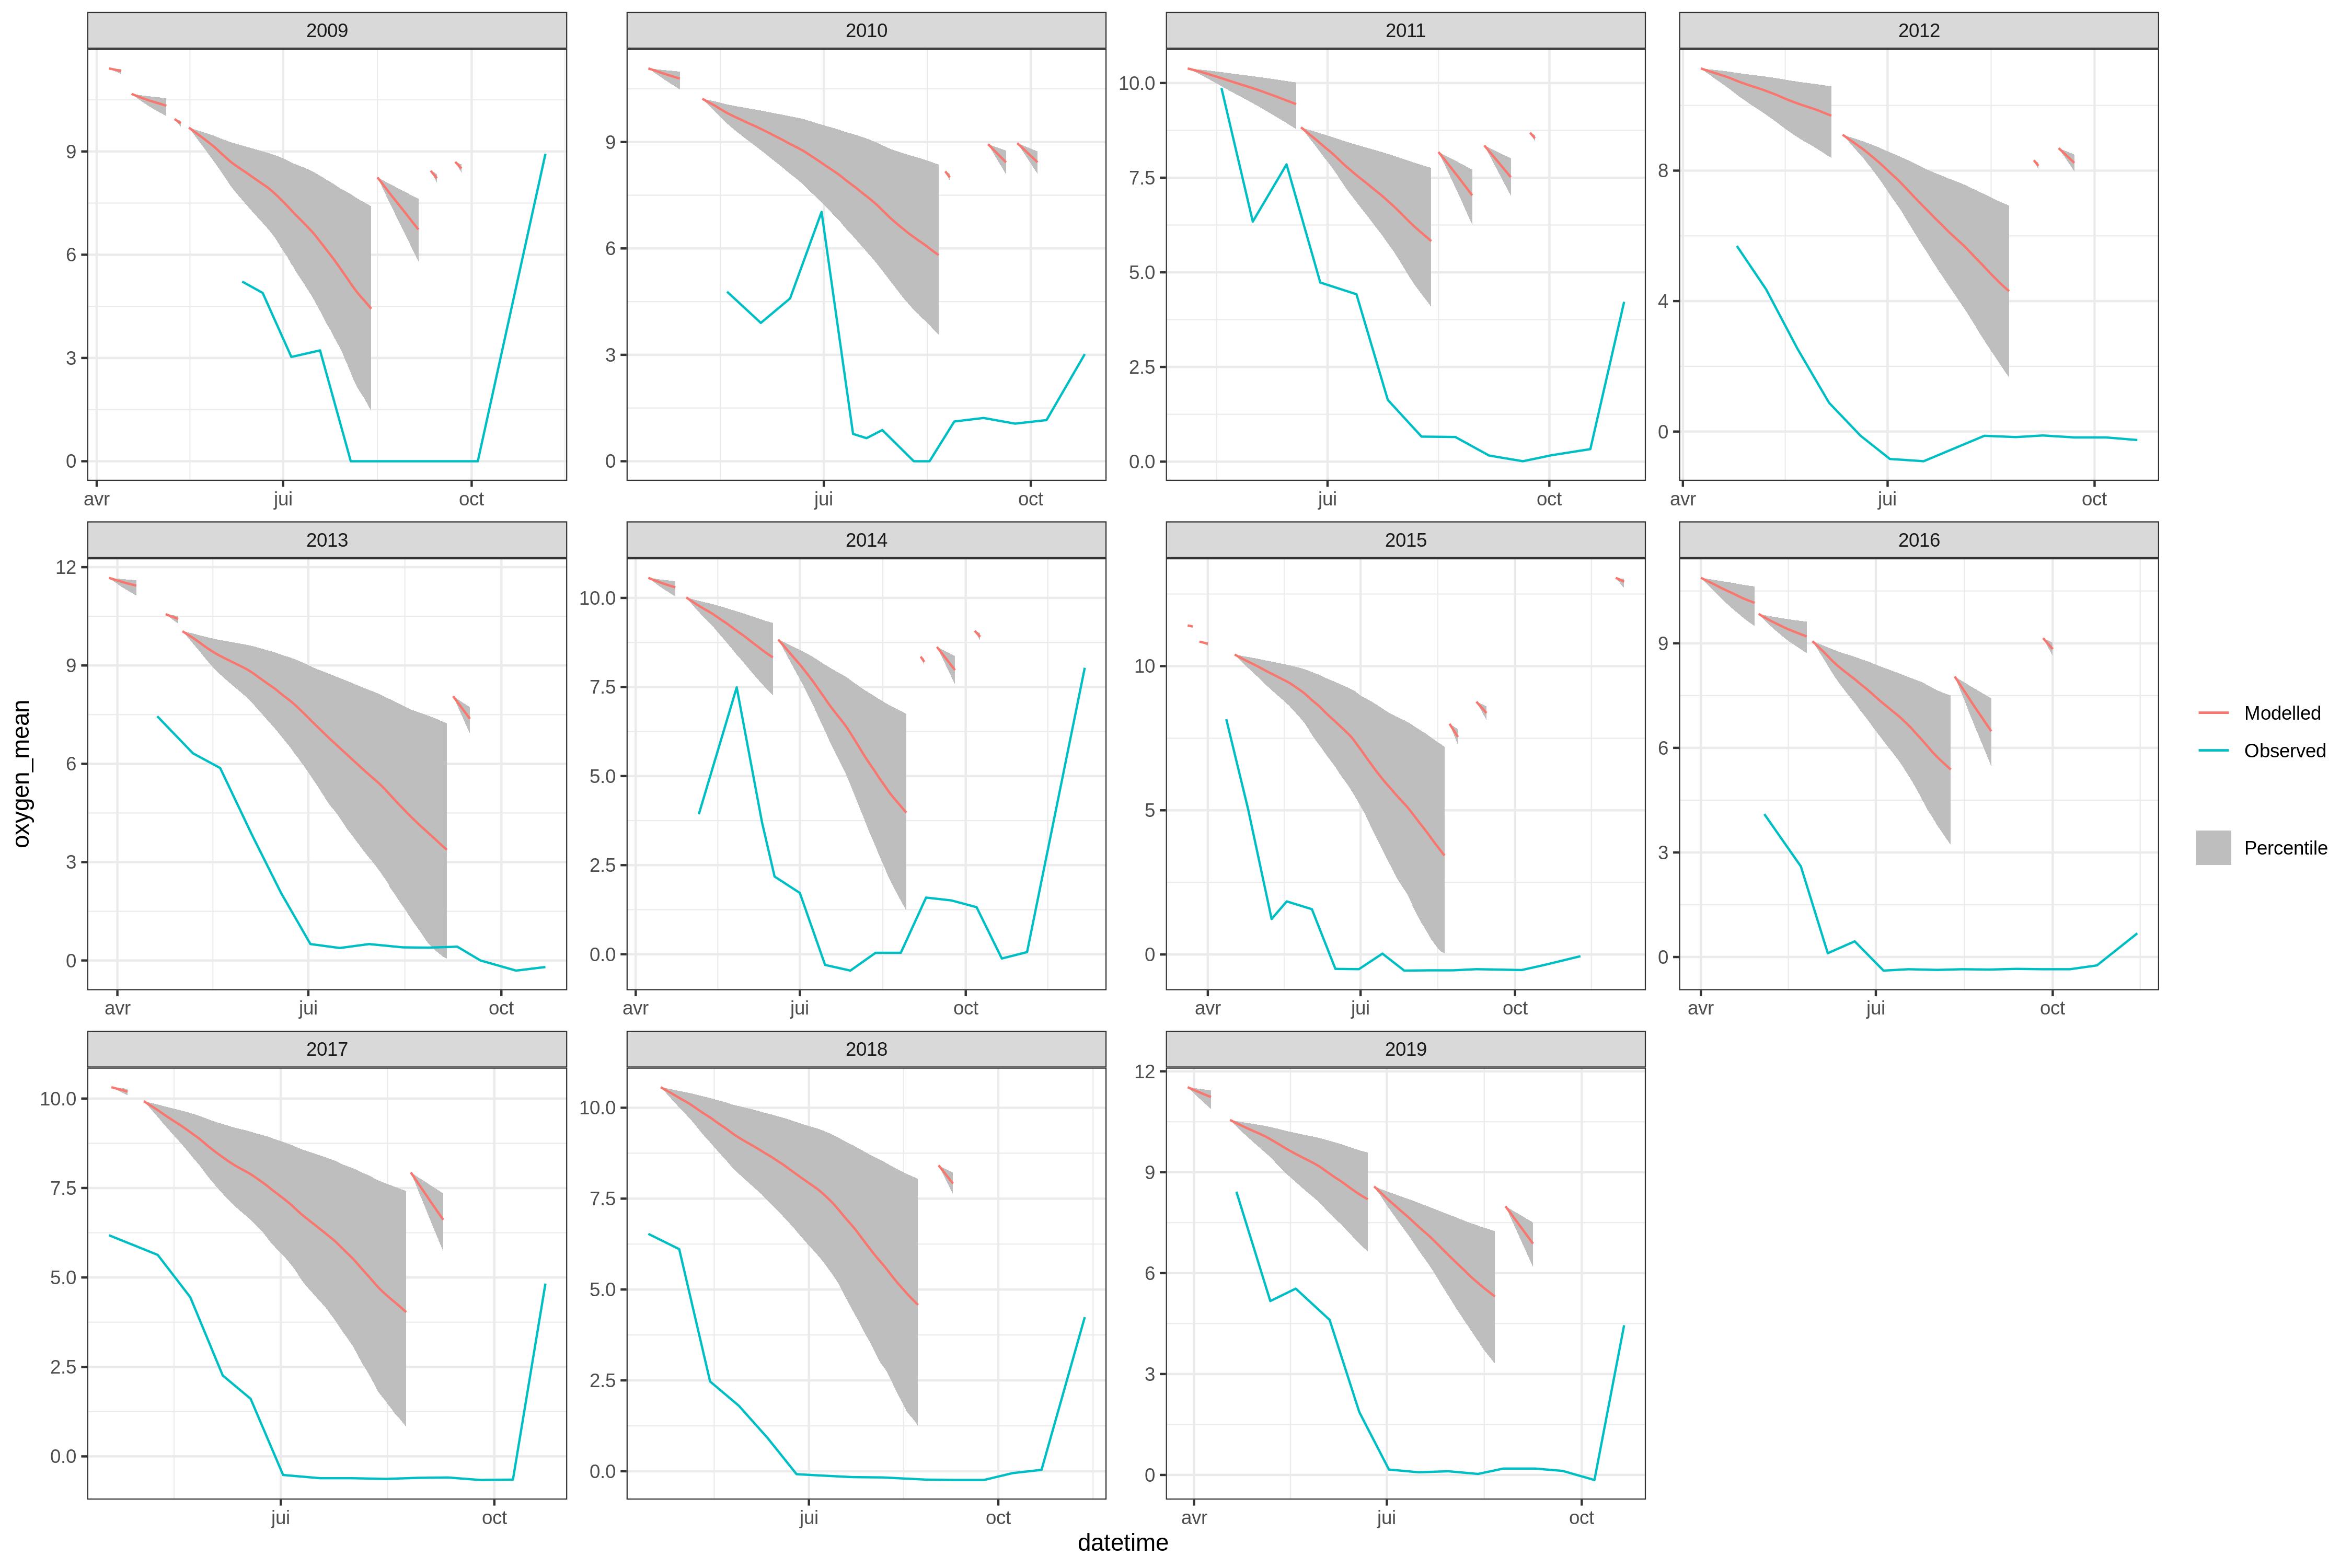 2009 2010 2011 2012
9 9 10.0 8
6 6 7.5 4
3 3 5.0 0
0 0 2.5
0.0
avr jui oct jui oct jui oct avr jui oct
2013 2014 2015 2016
12 10.0 10 9
9 7.5 5 6
6 5.0 0 3
3 2.5 0
0 0.0
avr jui oct avr jui oct avr jui oct avr jui oct
2017 2018 2019
10.0 10.0 12
7.5 7.5 9
5.0 5.0 6
2.5 2.5 3
0.0 0.0 0
jui oct jui oct avr jui oct
oxygen_mean
datetime
Modelled
Observed
Percentile